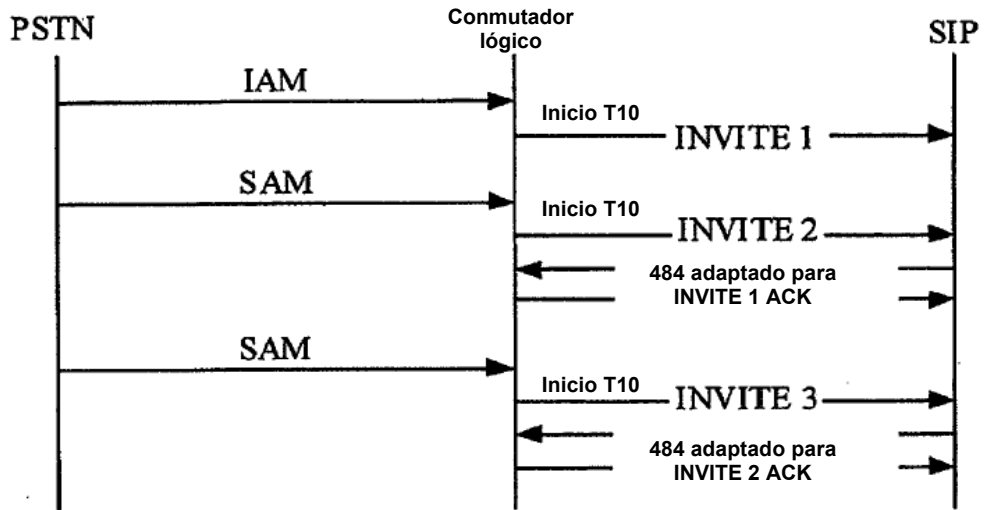 PSTN
Conmutador
lógico
SIP
IAM
Inicio T10
INVITE 1
SAM
Inicio T10
INVITE 2
484 adaptado para
INVITE 1 ACK
SAM
Inicio T10
INVITE 3
484 adaptado para
INVITE 2 ACK